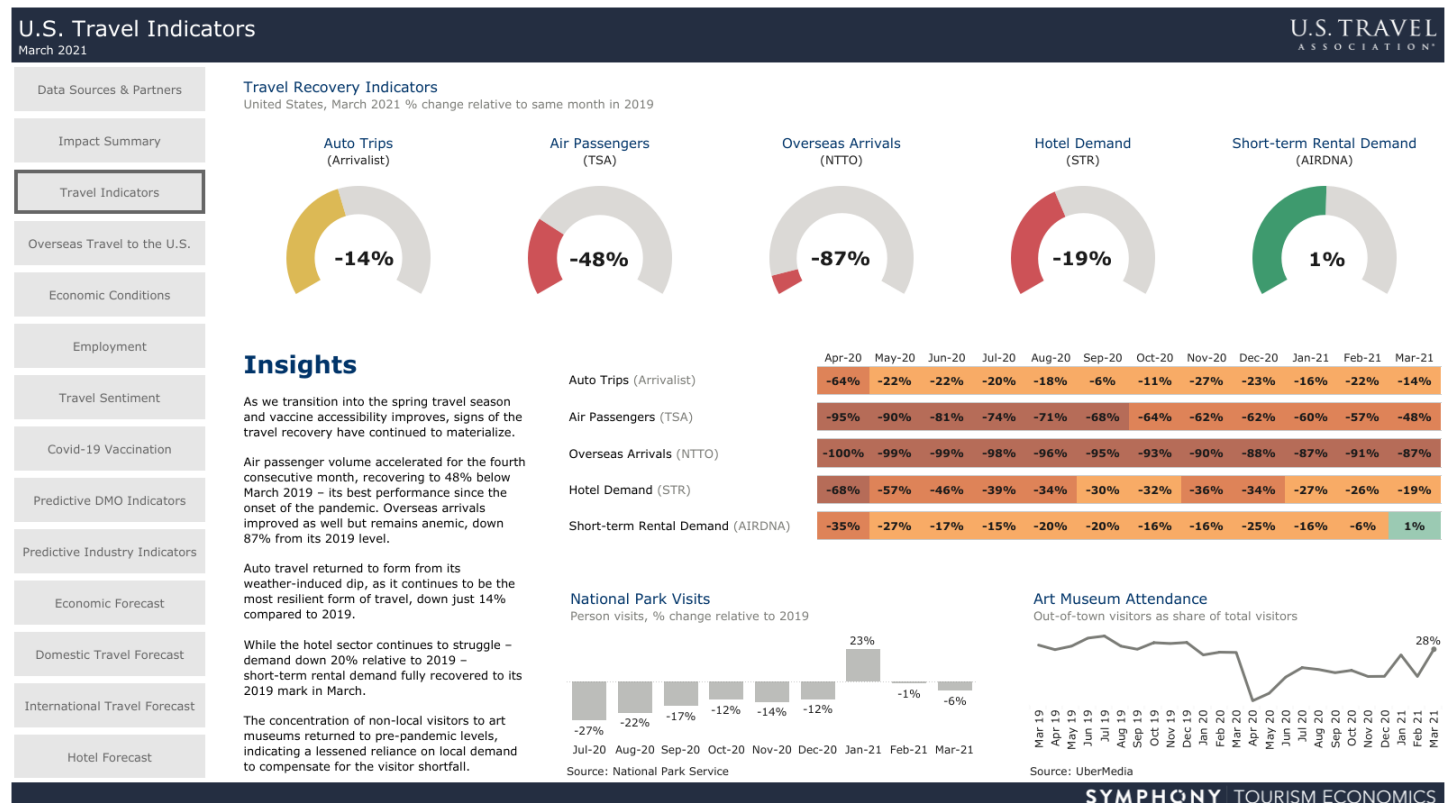 U.S. Travel Indicators
March 2021
U.S. TRAVEL
ASSOCIATION®
Data Sources & Partners
Impact Summary
Travel Indicators
Overseas Travel to the U.S.
Economic Conditions
Employment
Travel Sentiment
Covid-19 Vaccination
Predictive DMO Indicators
Predictive Industry Indicators
Economic Forecast
Domestic Travel Forecast
International Travel Forecast
Hotel Forecast
Travel Recovery Indicators
United States, March 2021 % change relative to same month in 2019
Auto Trips
(Arrivalist)
-14%
Air Passengers
(TSA)
-48%
Overseas Arrivals
(NTTO)
-87%
Hotel Demand
(STR)
-19%
Short-term Rental Demand
(AIRDNA)
1%
Insights
As we transition into the spring travel season
and vaccine accessibility improves, signs of the
travel recovery have continued to materialize.
Air passenger volume accelerated for the fourth
consecutive month, recovering to 48% below
March 2019 – its best performance since the
onset of the pandemic. Overseas arrivals
improved as well but remains anemic, down
87% from its 2019 level.
Auto travel returned to form from its
weather-induced dip, as it continues to be the
most resilient form of travel, down just 14%
compared to 2019.
While the hotel sector continues to struggle –
demand down 20% relative to 2019 –
short-term rental demand fully recovered to its
2019 mark in March.
The concentration of non-local visitors to art
museums returned to pre-pandemic levels,
indicating a lessened reliance on local demand
to compensate for the visitor shortfall.
Apr-20 May-20 Jun-20 Jul-20 Aug-20 Sep-20 Oct-20 Nov-20 Dec-20 Jan-21 Feb-21 Mar-21
Auto Trips (Arrivalist) -64% -22% -22% -20% -18% -6% -11% -27% -23% -16% -22% -14%
Air Passengers (TSA) -95% -90% -81% -74% -71% -68% -64% -62% -62% -60% -57% -48%
Overseas Arrivals (NTTO) -100% -99% -99% -98% -96% -95% -93% -90% -88% -87% -91% -87%
Hotel Demand (STR) -68% -57% -46% -39% -34% -30% -32% -36% -34% -27% -26% -19%
Short-term Rental Demand (AIRDNA) -35% -27% -17% -15% -20% -20% -16% -16% -25% -16% -6% 1%
National Park Visits
Person visits, % change relative to 2019
-27% -22% -17% -12% -14% -12% 23% -1% -6%
Jul-20 Aug-20 Sep-20 Oct-20 Nov-20 Dec-20 Jan-21 Feb-21 Mar-21
Source: National Park Service
Art Museum Attendance
Out-of-town visitors as share of total visitors
28%
Mar 19 Apr 19 May 19 Jun 19 Jul 19 Aug 19 Sep 19 Oct 19 Nov 19 Dec 19 Jan 20 Feb 20 Mar 20 Apr 20 May 20 Jun 20 Jul 20 Aug 20 Sep 20 Oct 20 Nov 20 Dec 20 Jan 21 Feb 21 Mar 21
Source: UberMedia
SYMPHONY | TOURISM ECONOMICS